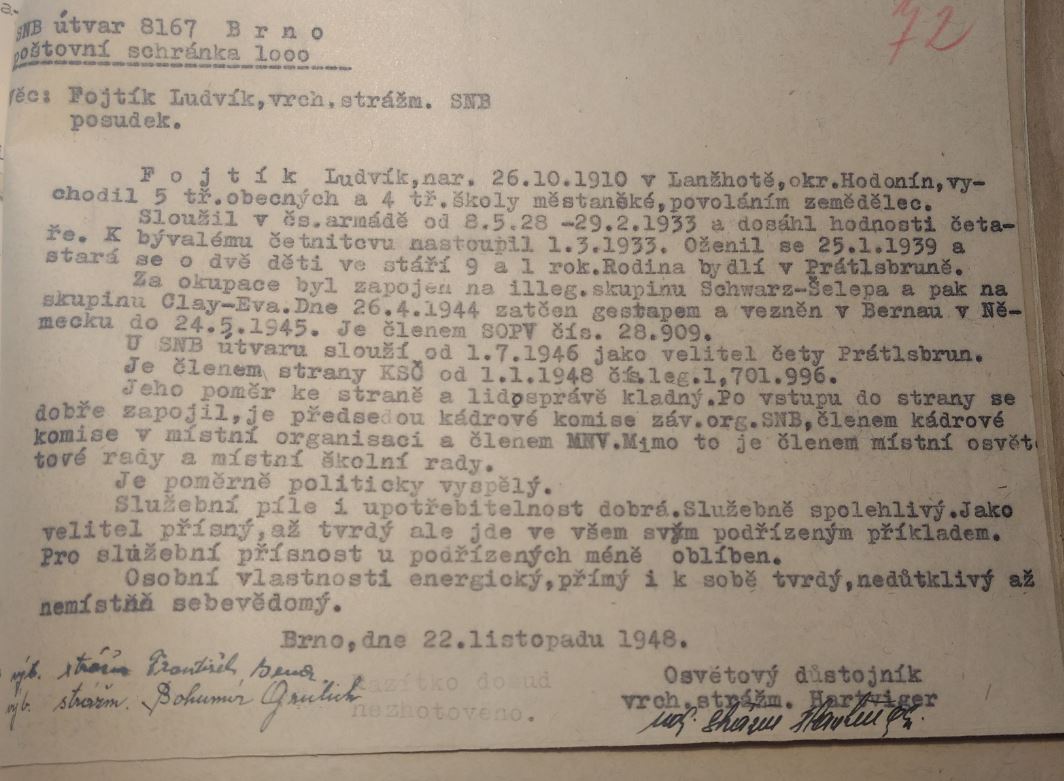 72
SNB útvar 8167 B r n o
poštovní schránka 1ooo
věc: Fojtík Ludvík,vrch.strážm. SNB
posudek.
F o j t í k Ludvík,nar. 26.10.1910 v Lanžhotě,okr.Hodonín,vy-
chodil 5 tř.obecných a 4 tř.školy městaněké,povoláním zemědělec.
Sloužil v čs.armádě od 8.5.28 -29.2.1933 a dosáhl hodnosti četa-
ře. K bývalému četnitovu nastoupil 1.3.1933. Oženil se 25.1.1939 a
stará se o dvě děti ve stáří 9 a 1 rok.Rodina bydlí v Prátlsbruně.
Za okupace byl zapojen na illeg.skupinu Schwarz-Šelepa a pak na
skupinu Clay-Eva.Dne 26.4.1944 zatčen gestapem a vezněn v Bernau v Ně-
mecku do 24.5.1945. Je členem SOPV čís. 28.909.
U SNB útvaru slouží od 1.7.1946 jako velitel čety Prátlsbrun.
Je členem strany KSČ od 1.1.1948 čís.leg.1,701.996.
Jeho poměr ke straně a lidosprávě kladný.Po vstupu do strany se
dobře zapojil,je předsedou kádrové komise záv.org.SNB,členem kádrové
komise v místní organisaci a členem MNV.Mimo to je členem místní osvět
tové rady a místní školní rady.
Je poměrně politicky vyspělý.
Služební píle i upotřebitelnost dobrá.Služebně spolehlivý.Jako
velitel přísný,až tvrdý ale jde ve všem svým podřízeným příkladem.
Pro služební přísnost u podřízených méně oblíben.
Osobní vlastnosti energický,přímý i k sobě tvrdý,nedůtklivý až
nemístňň sebevědomý.
Brno,dne 22.listopadu 1948.
výb. strážm František
výb. strážm. Bohumír
razítko dosud
nezhotoveno.
Osvětový důstojník
vrch.strážm. Hartwiger